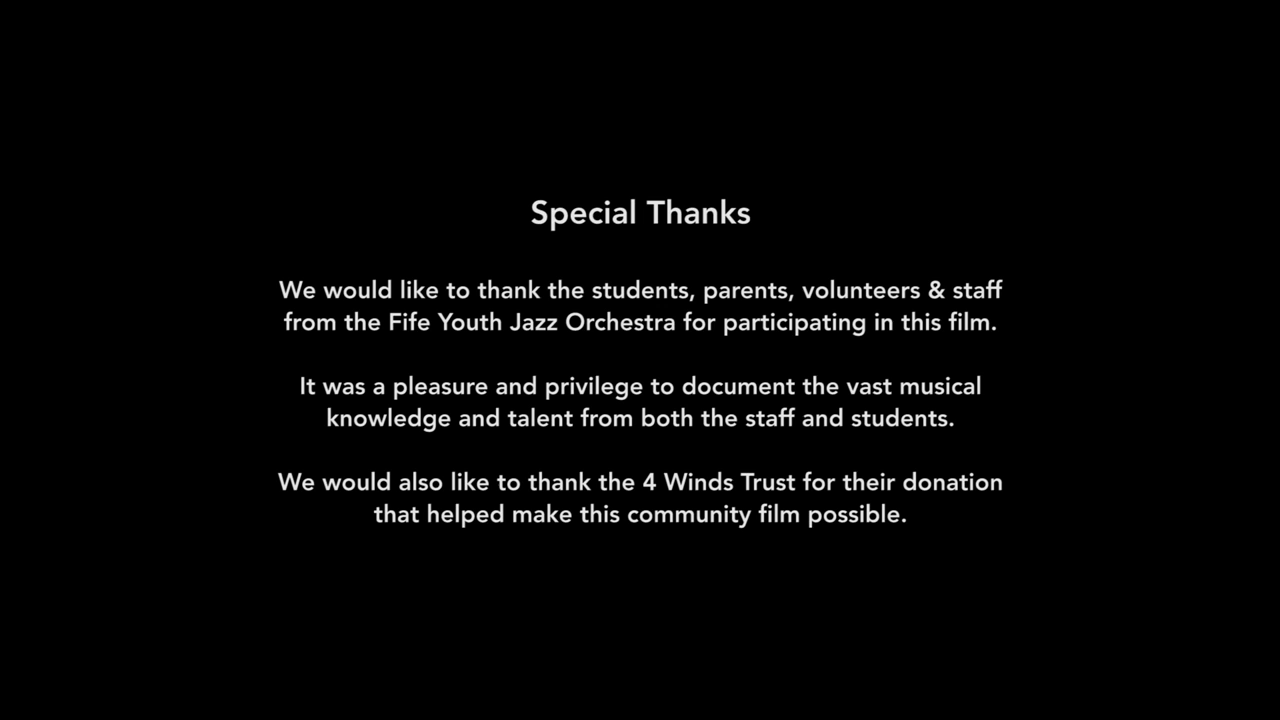 Special Thanks
We would like to thank the students, parents, volunteers & staff
from the Fife Youth Jazz Orchestra for participating in this film.
It was a pleasure and privilege to document the vast musical
knowledge and talent from both the staff and students.
We would also like to thank the 4 Winds Trust for their donation
that helped make this community film possible.